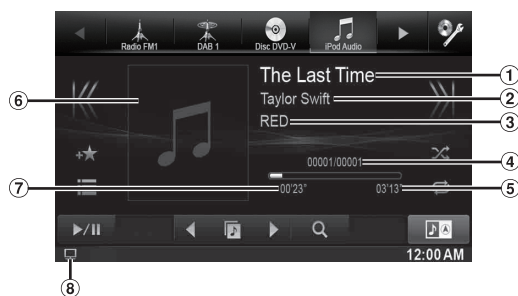 Radio FM1 DAB 1 Disc DVD-V iPod Audio
The Last Time 1
6 Taylor Swift 2
RED 3
00001/00001 4
7 00'23" 03'13" 5
12:00 AM
8